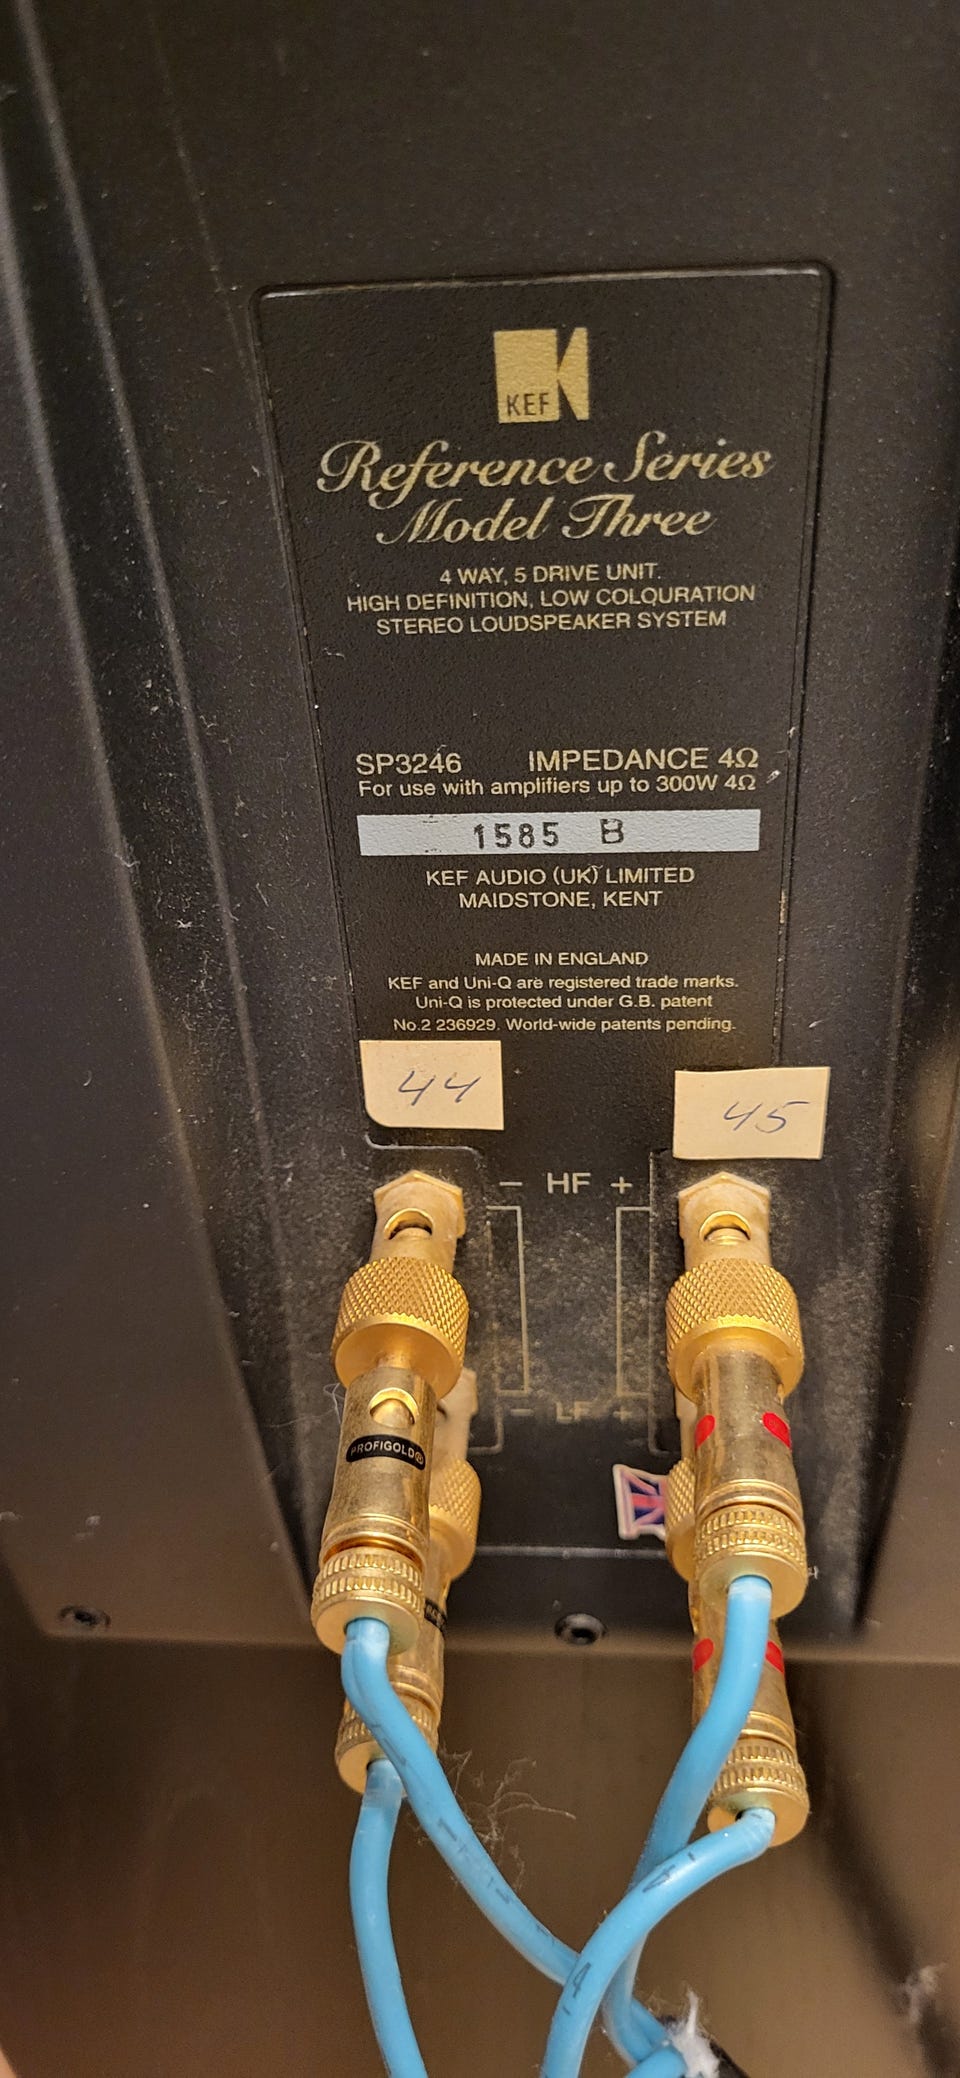 KEF
Reference Series
Model Three
4 WAY, 5 DRIVE UNIT.
HIGH DEFINITION, LOW COLOURATION
STEREO LOUDSPEAKER SYSTEM
SP3246 IMPEDANCE 4Ω
For use with amplifiers up to 300W 4Ω
1585 B
KEF AUDIO (UK) LIMITED
MAIDSTONE, KENT
MADE IN ENGLAND
KEF and Uni-Q are registered trade marks.
Uni-Q is protected under G.B. patent
No.2 236929. World-wide patents pending.
44 45
− HF +
− LF +
PROFIGOLD®